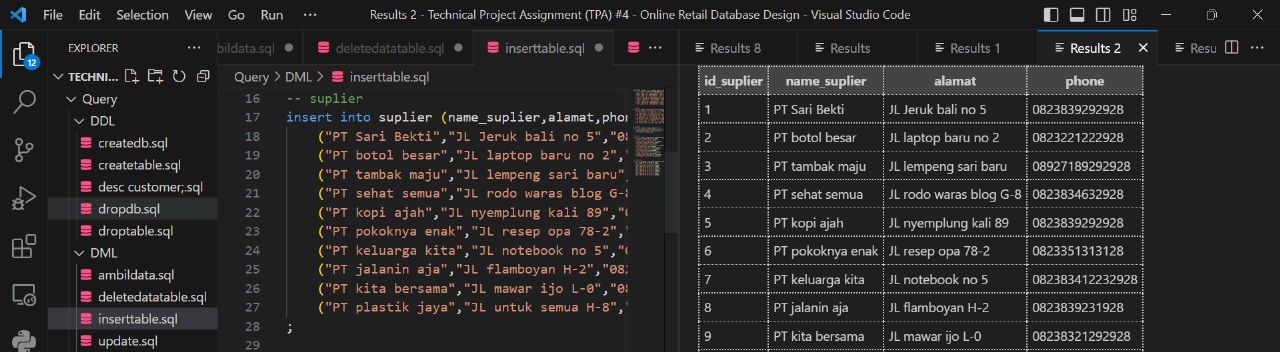 File Edit Selection View Go Run ··· Results 2 - Technical Project Assignment (TPA) #4 - Online Retail Database Design - Visual Studio Code
12
EXPLORER ···
TECHNI...
Query
DDL
createdb.sql
createtable.sql
desc customer;.sql
dropdb.sql
droptable.sql
DML
ambildata.sql
deletedatatable.sql
inserttable.sql
update.sql
bildata.sql deletedatatable.sql inserttable.sql ···
Query > DML > inserttable.sql
16 -- suplier
17 insert into suplier (name_suplier,alamat,phon
18 ("PT Sari Bekti","JL Jeruk bali no 5","08
19 ("PT botol besar","JL laptop baru no 2","
20 ("PT tambak maju","JL lempeng sari baru",
21 ("PT sehat semua","JL rodo waras blog G-8
22 ("PT kopi ajah","JL nyemplung kali 89","0
23 ("PT pokoknya enak","JL resep opa 78-2","
24 ("PT keluarga kita","JL notebook no 5","0
25 ("PT jalanin aja","JL flamboyan H-2","082
26 ("PT kita bersama","JL mawar ijo L-0","08
27 ("PT plastik jaya","JL untuk semua H-8",
28 ;
29
Results 8 Results Results 1 Results 2 Resu ···
id_suplier name_suplier alamat phone
1 PT Sari Bekti JL Jeruk bali no 5 0823839292928
2 PT botol besar JL laptop baru no 2 0823221222928
3 PT tambak maju JL lempeng sari baru 08927189292928
4 PT sehat semua JL rodo waras blog G-8 0823834632928
5 PT kopi ajah JL nyemplung kali 89 0823839292928
6 PT pokoknya enak JL resep opa 78-2 0823351313128
7 PT keluarga kita JL notebook no 5 082383412232928
8 PT jalanin aja JL flamboyan H-2 0823839231928
9 PT kita bersama JL mawar ijo L-0 08238321292928